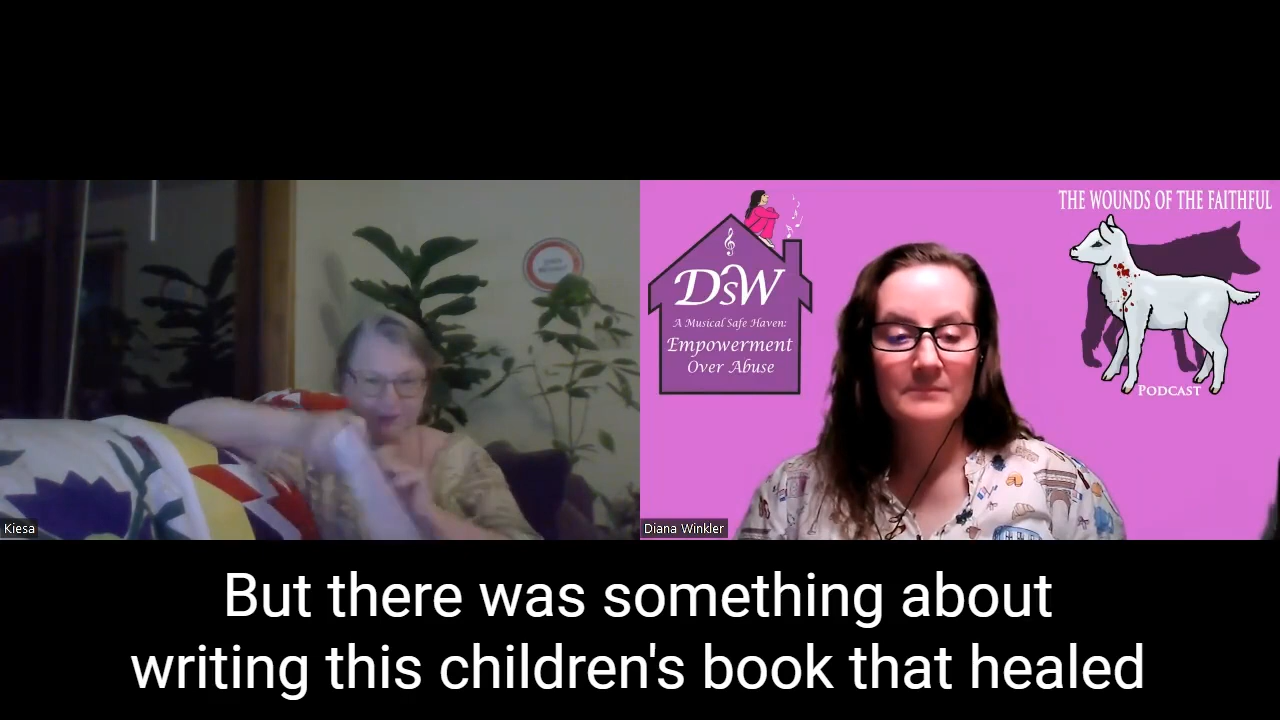 THE WOUNDS OF THE FAITHFUL
DSW
A Musical Safe Haven:
Empowerment
Over Abuse
PODCAST
Kiesa
Diana Winkler
But there was something about
writing this children's book that healed